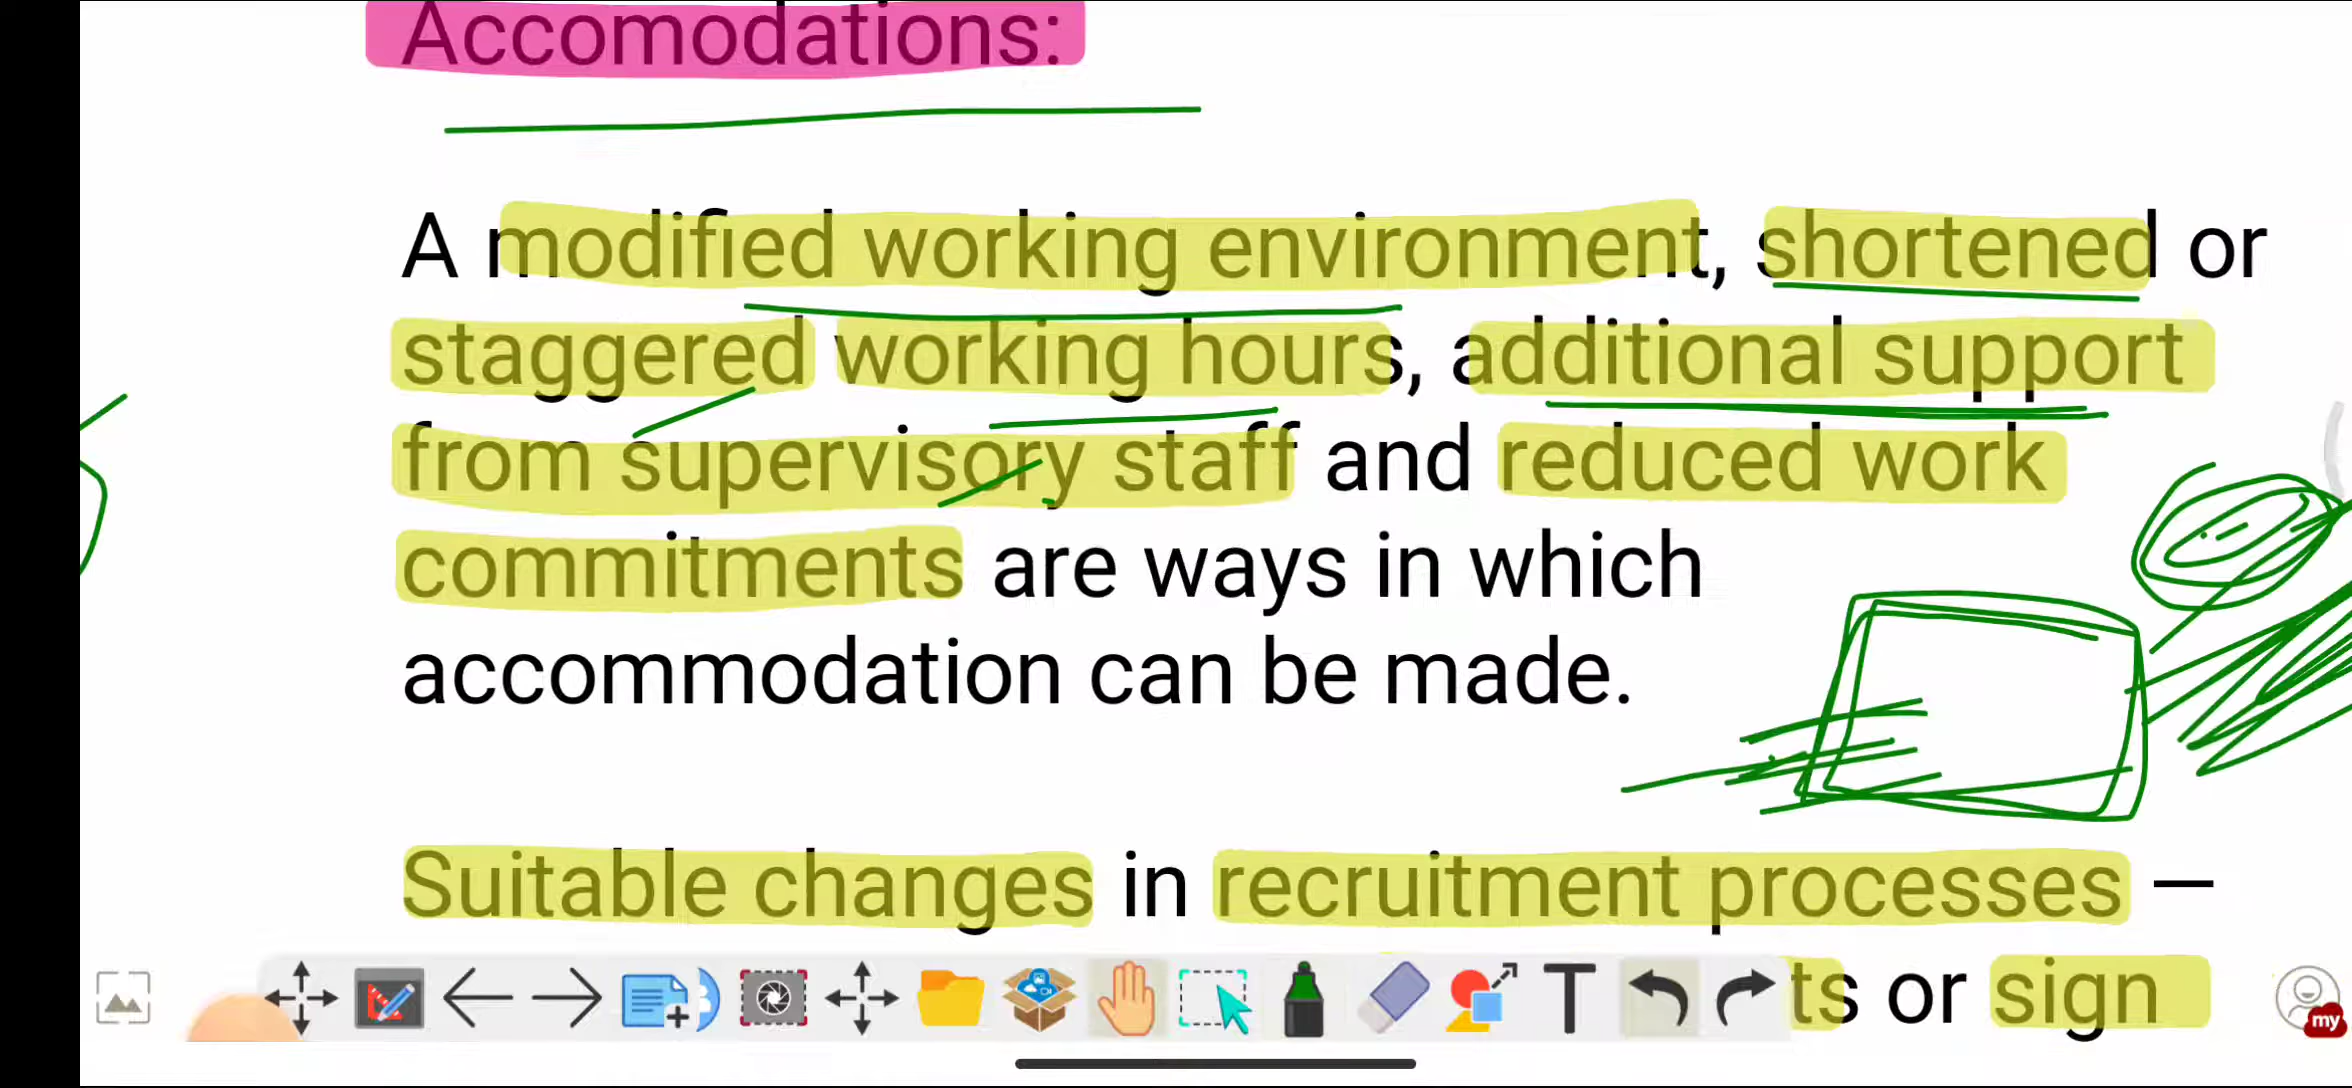 Accomodations:
A modified working environment, shortened or
staggered working hours, additional support
from supervisory staff and reduced work
commitments are ways in which
accommodation can be made.
Suitable changes in recruitment processes —
or sign
T
my